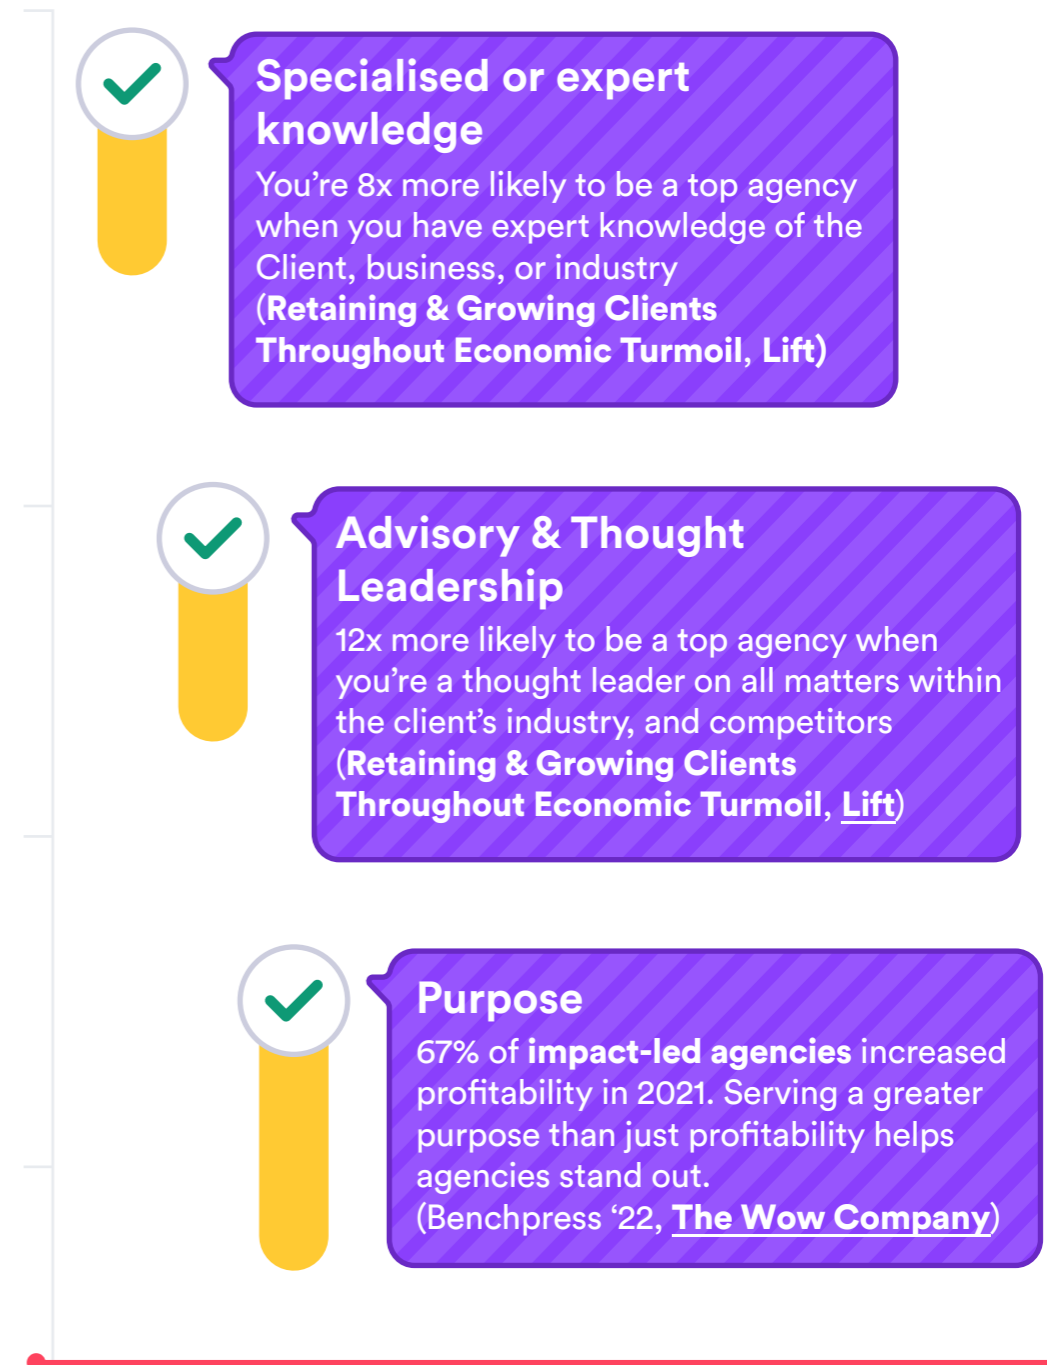 Specialised or expert
knowledge
You’re 8x more likely to be a top agency
when you have expert knowledge of the
Client, business, or industry
(Retaining & Growing Clients
Throughout Economic Turmoil, Lift)
Advisory & Thought
Leadership
12x more likely to be a top agency when
you’re a thought leader on all matters within
the client’s industry, and competitors
(Retaining & Growing Clients
Throughout Economic Turmoil, Lift)
Purpose
67% of impact-led agencies increased
profitability in 2021. Serving a greater
purpose than just profitability helps
agencies stand out.
(Benchpress ‘22, The Wow Company)